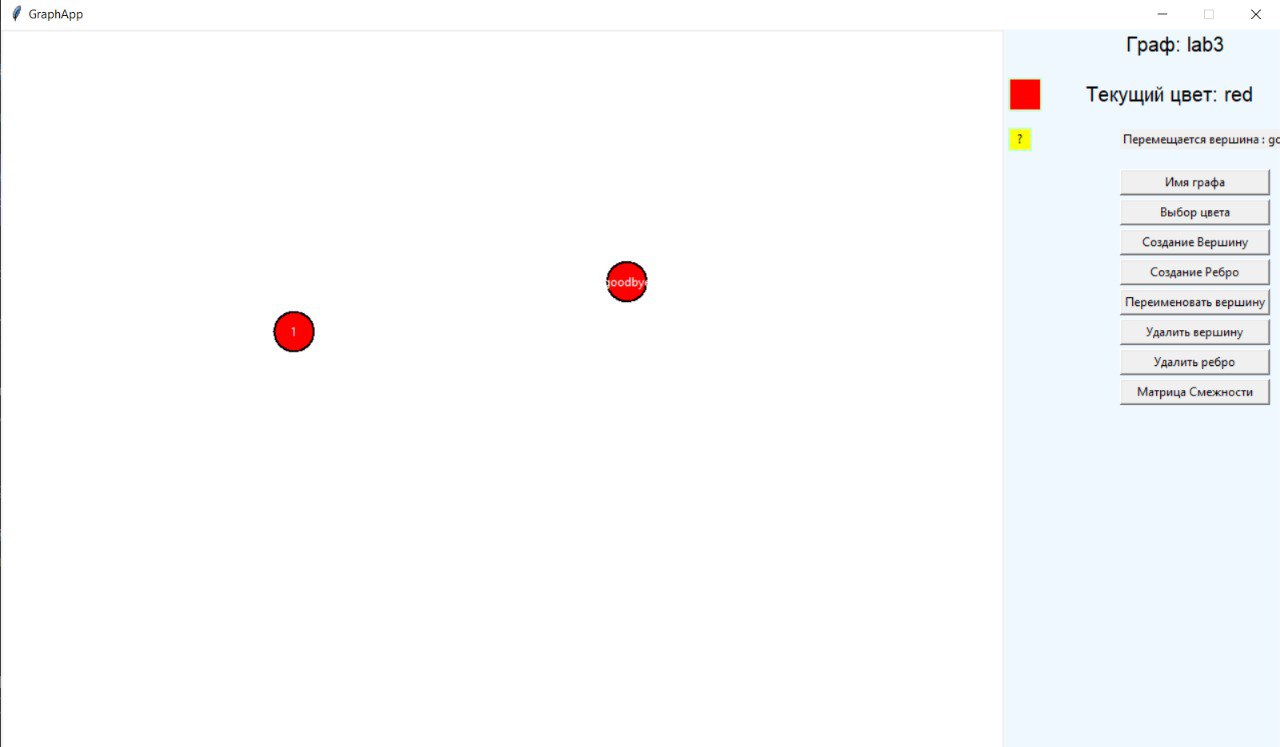 GraphApp
Граф: lab3
Текущий цвет: red
?
Перемещается вершина : go
Имя графа
Выбор цвета
Создание Вершину
Создание Ребро
Переименовать вершину
Удалить вершину
Удалить ребро
Матрица Смежности
goodbye
1